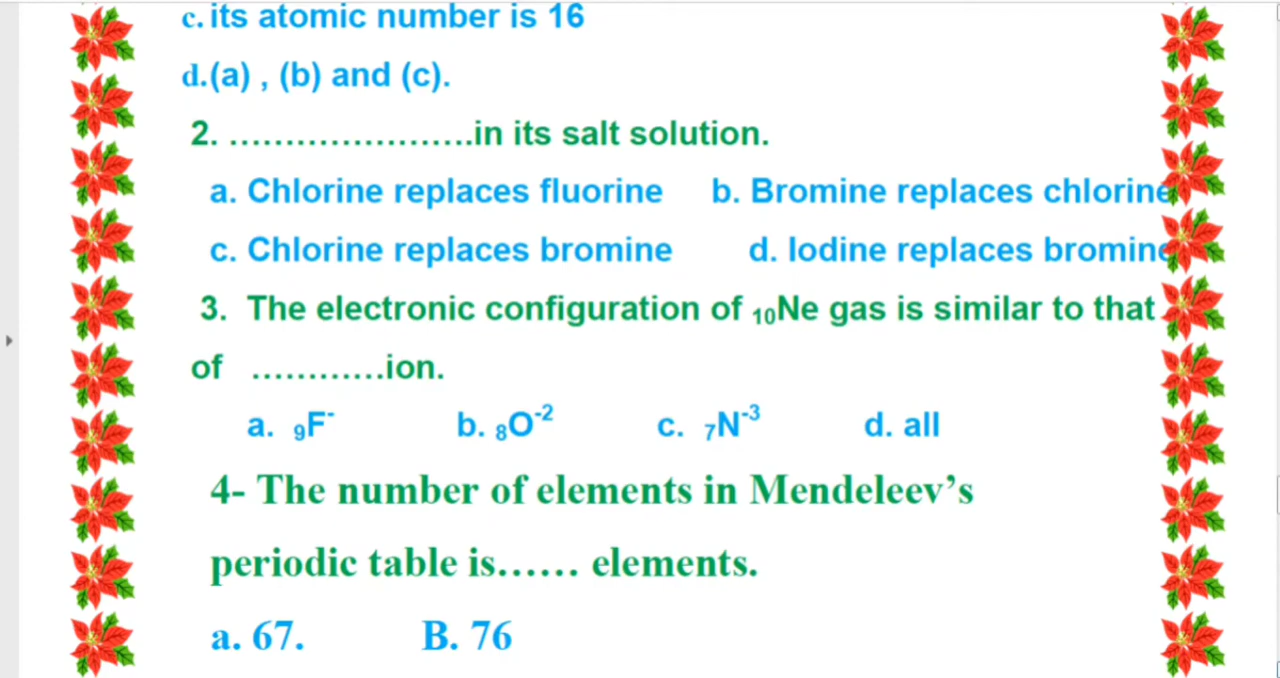 c. its atomic number is 16
d.(a) , (b) and (c).
2. ......................in its salt solution.
a. Chlorine replaces fluorine b. Bromine replaces chlorine
c. Chlorine replaces bromine d. Iodine replaces bromine
3. The electronic configuration of ₁₀Ne gas is similar to that
of ............ion.
a. ₉F⁻ b. ₈O⁻² c. ₇N⁻³ d. all
4- The number of elements in Mendeleev’s
periodic table is...... elements.
a. 67. B. 76